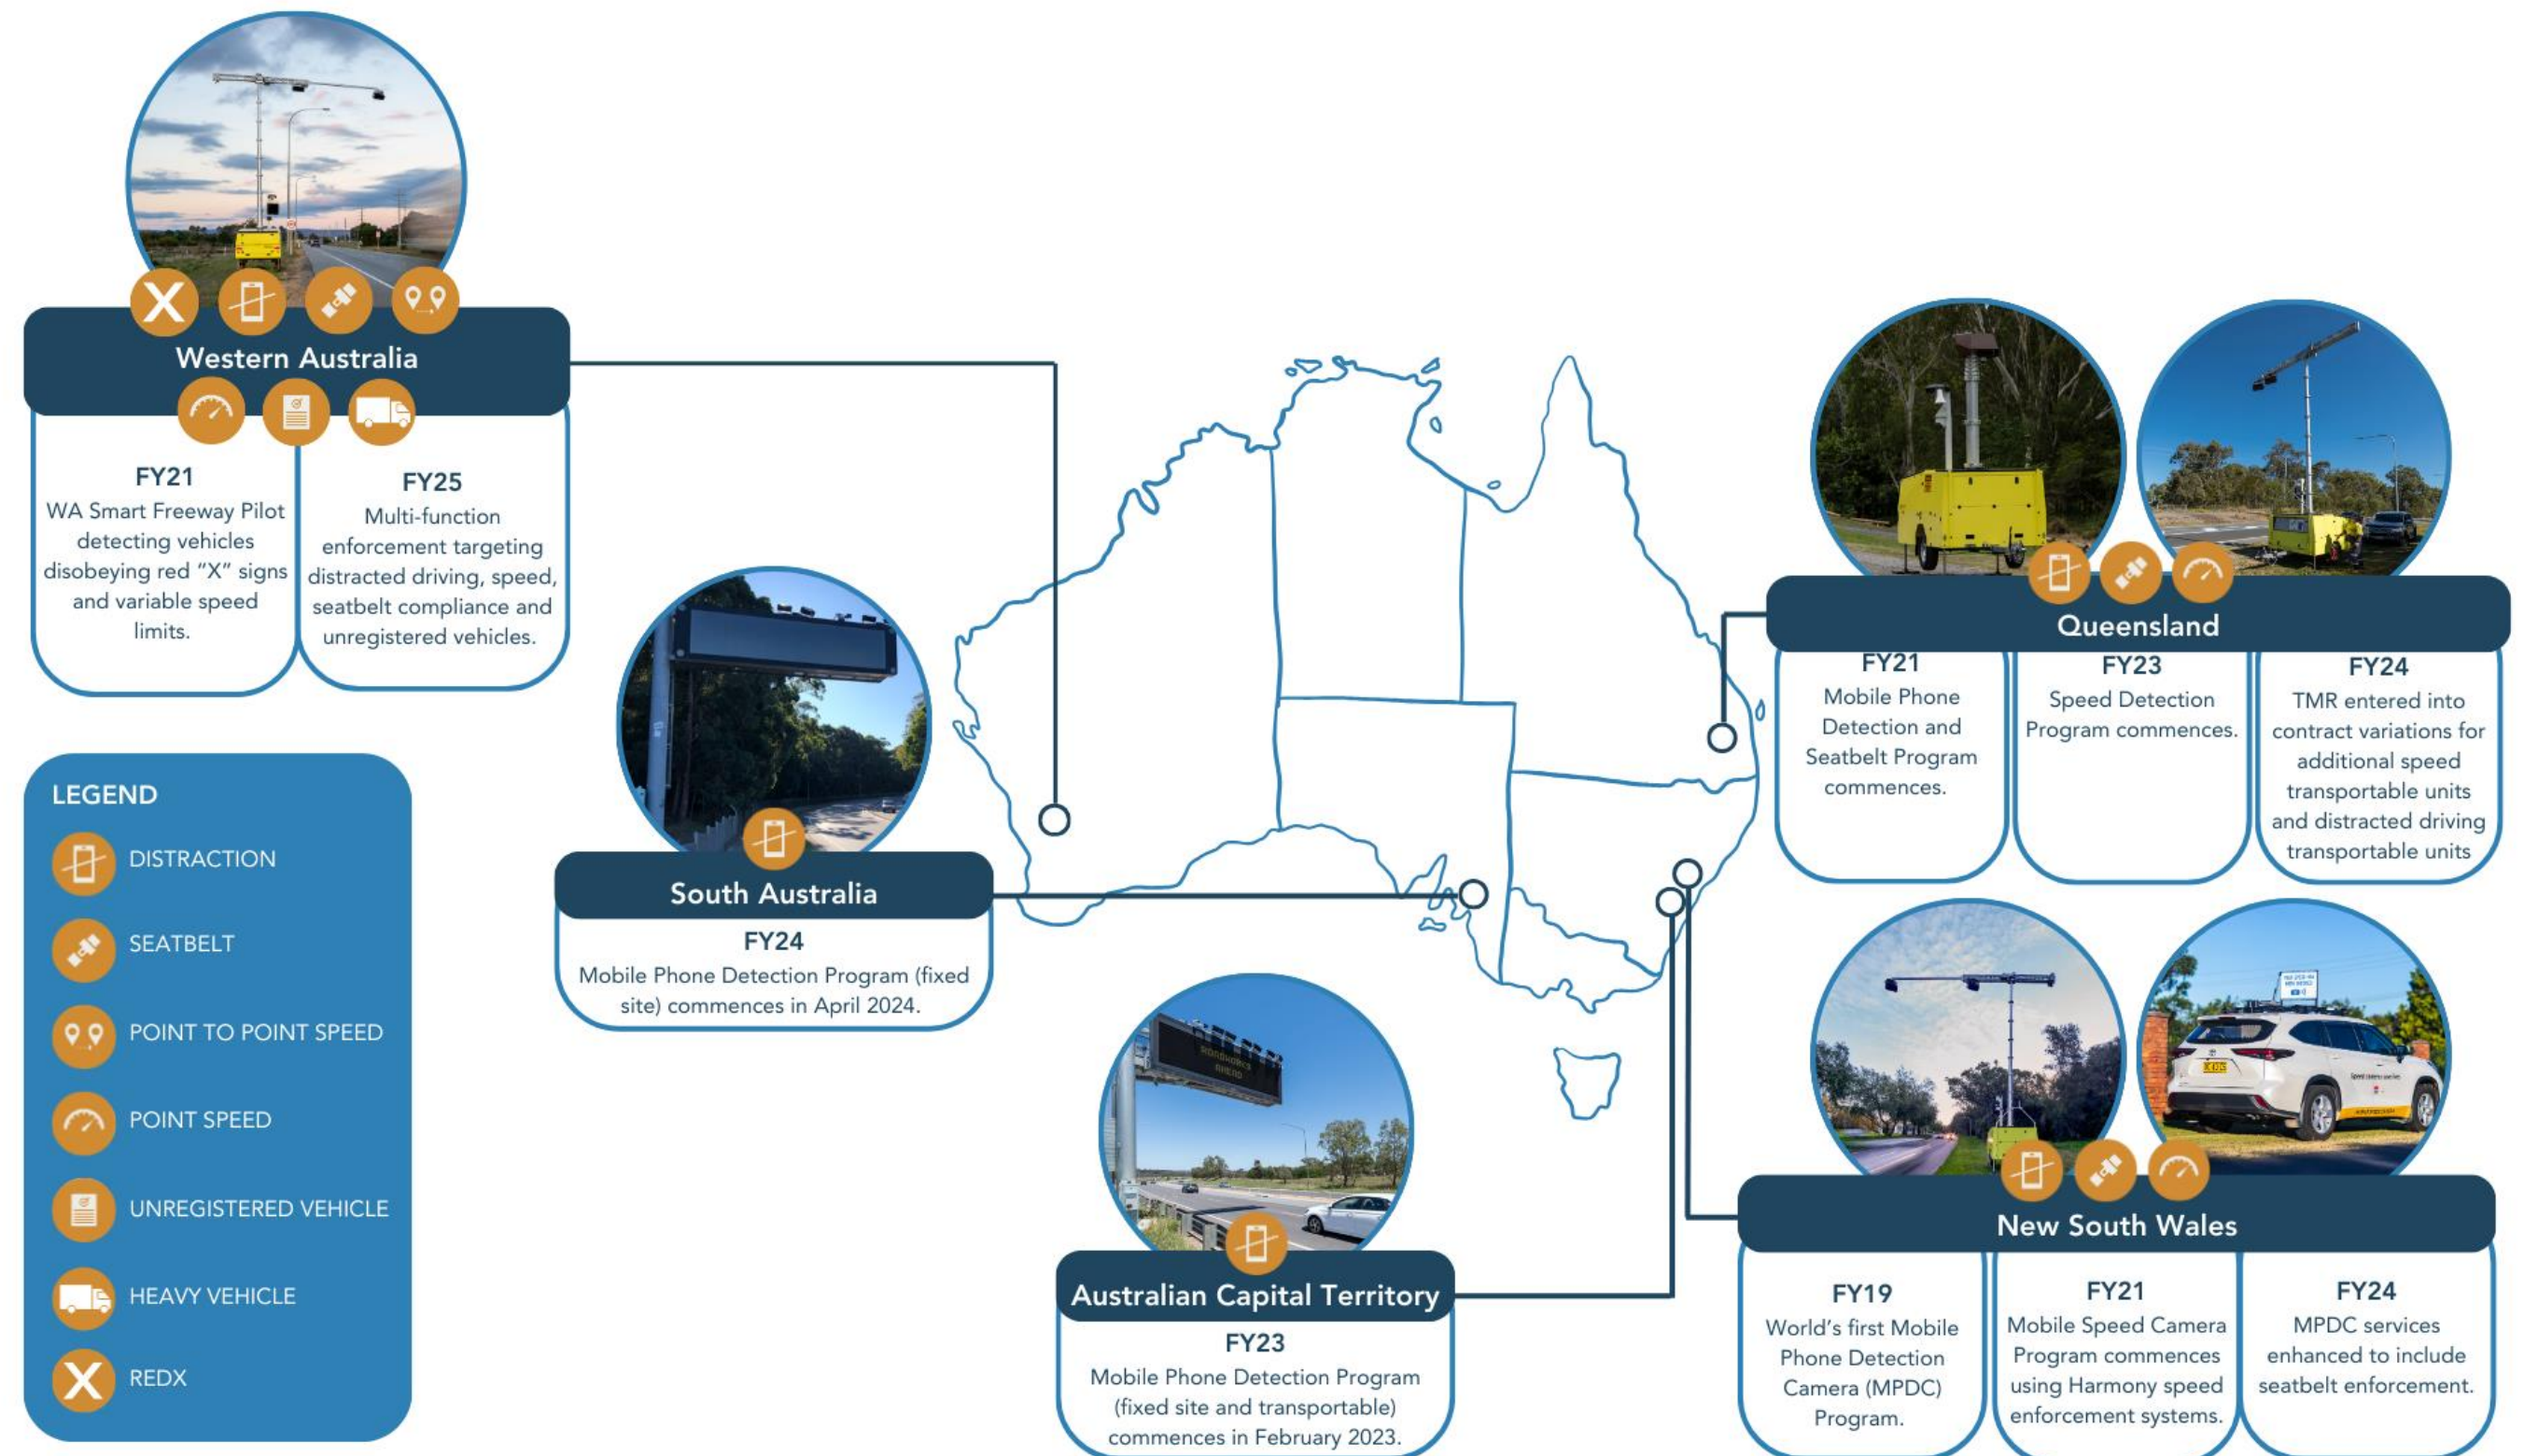 Western Australia
FY21
WA Smart Freeway Pilot
detecting vehicles
disobeying red “X” signs
and variable speed
limits.
FY25
Multi-function
enforcement targeting
distracted driving, speed,
seatbelt compliance and
unregistered vehicles.
LEGEND
DISTRACTION
SEATBELT
POINT TO POINT SPEED
POINT SPEED
UNREGISTERED VEHICLE
HEAVY VEHICLE
REDX
South Australia
FY24
Mobile Phone Detection Program (fixed
site) commences in April 2024.
ROADWORKS
AHEAD
Australian Capital Territory
FY23
Mobile Phone Detection Program
(fixed site and transportable)
commences in February 2023.
Queensland
FY21
Mobile Phone
Detection and
Seatbelt Program
commences.
FY23
Speed Detection
Program commences.
FY24
TMR entered into
contract variations for
additional speed
transportable units
and distracted driving
transportable units
New South Wales
FY19
World’s first Mobile
Phone Detection
Camera (MPDC)
Program.
FY21
Mobile Speed Camera
Program commences
using Harmony speed
enforcement systems.
FY24
MPDC services
enhanced to include
seatbelt enforcement.